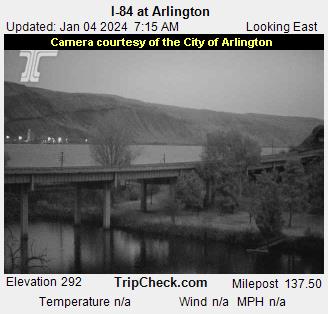 I-84 at Arlington
Updated: Jan 04 2024 7:15 AM Looking East
Camera courtesy of the City of Arlington
Elevation 292 TripCheck.com Milepost 137.50
Temperature n/a Wind n/a MPH n/a